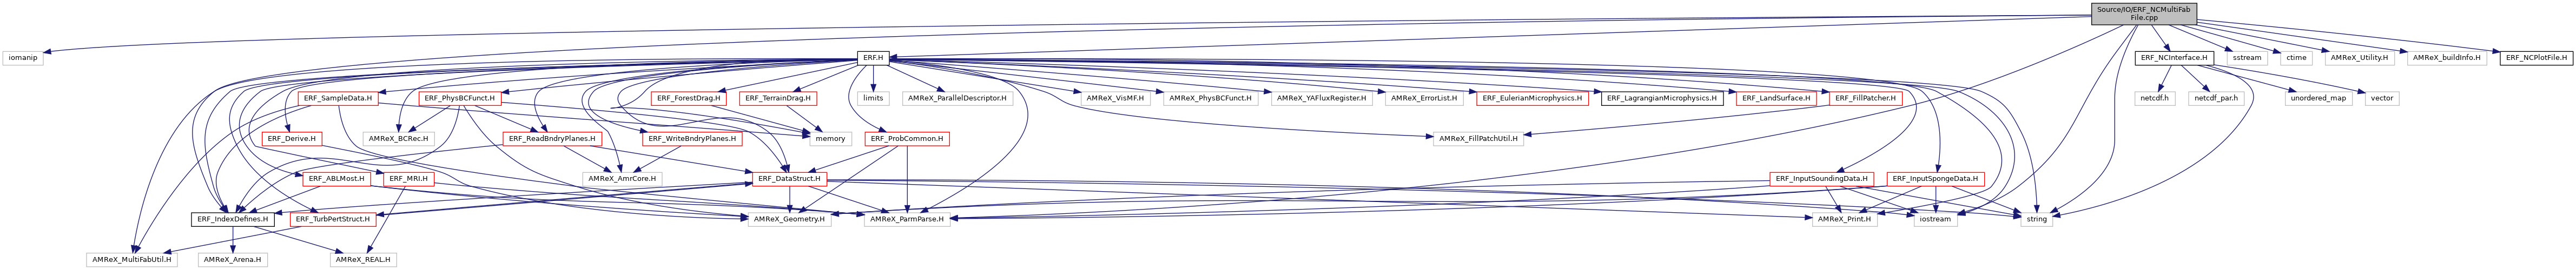 Source/IO/ERF_NCMultiFab
File.cpp
iomanip
ERF.H
ERF_NCInterface.H
sstream
ctime
AMReX_Utility.H
AMReX_buildInfo.H
ERF_NCPlotFile.H
ERF_SampleData.H
ERF_PhysBCFunct.H
ERF_ForestDrag.H
ERF_TerrainDrag.H
limits
AMReX_ParallelDescriptor.H
AMReX_VisMF.H
AMReX_PhysBCFunct.H
AMReX_YAFluxRegister.H
AMReX_ErrorList.H
ERF_EulerianMicrophysics.H
ERF_LagrangianMicrophysics.H
ERF_LandSurface.H
ERF_FillPatcher.H
netcdf.h
netcdf_par.h
unordered_map
vector
ERF_Derive.H
AMReX_BCRec.H
ERF_ReadBndryPlanes.H
ERF_WriteBndryPlanes.H
memory
ERF_ProbCommon.H
AMReX_FillPatchUtil.H
ERF_ABLMost.H
ERF_MRI.H
AMReX_AmrCore.H
ERF_DataStruct.H
ERF_InputSoundingData.H
ERF_InputSpongeData.H
ERF_IndexDefines.H
ERF_TurbPertStruct.H
AMReX_Geometry.H
AMReX_ParmParse.H
AMReX_Print.H
iostream
string
AMReX_MultiFabUtil.H
AMReX_Arena.H
AMReX_REAL.H